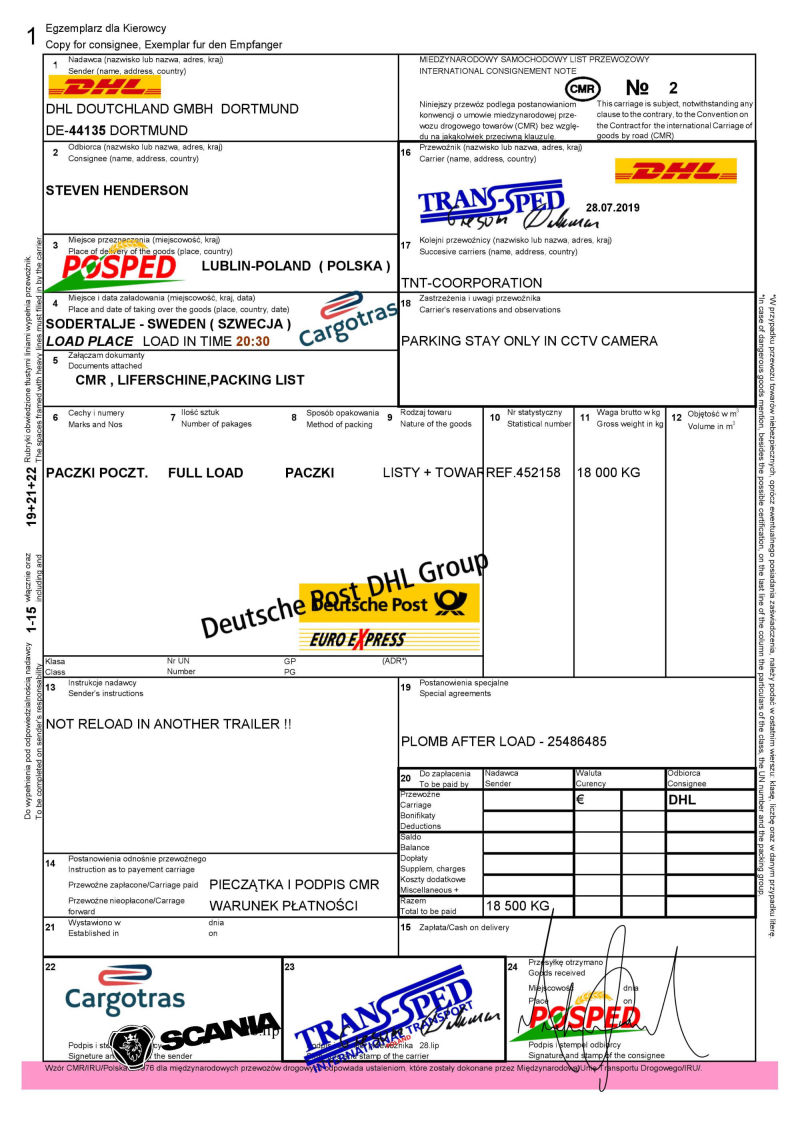 1
Egzemplarz dla Kierowcy
Copy for consignee, Exemplar fur den Empfanger
1 Nadawca (nazwisko lub nazwa, adres, kraj)
Sender (name, address, country)
DHL
DHL DOUTCHLAND GMBH DORTMUND
DE-44135 DORTMUND
MIEDZYNARODOWY SAMOCHODOWY LIST PRZEWOZOWY
INTERNATIONAL CONSIGNEMENT NOTE
CMR № 2
Niniejszy przewóz podlega postanowianiom
konwencji o umowie miedzynarodowej prze-
wozu drogowego towarów (CMR) bez wzglę-
du na jakąkolwiek przeciwną klauzulę.
This carriage is subject, notwithstanding any
clause to the contrary, to the Convention on
the Contract for the international Carriage of
goods by road (CMR)
2 Odbiorca (nazwisko lub nazwa, adres, kraj)
Consignee (name, address, country)
STEVEN HENDERSON
16 Przewoźnik (nazwisko lub nazwa, adres, kraj)
Carrier (name, address, country)
DHL
TRANS-SPED
28.07.2019
3 Miejsce przeznaczenia (miejscowość, kraj)
Place of delivery of the goods (place, country)
POSPED
LUBLIN-POLAND ( POLSKA )
17 Kolejni przewoźnicy (nazwisko lub nazwa, adres, kraj)
Succesive carriers (name, address, country)
TNT-COORPORATION
4 Miejsce i data załadowania (miejscowość, kraj, data)
Place and date of taking over the goods (place, country, date)
SODERTALJE - SWEDEN ( SZWECJA )
LOAD PLACE LOAD IN TIME 20:30
Cargotras
18 Zastrzeżenia i uwagi przewoźnika
Carrier's reservations and observations
PARKING STAY ONLY IN CCTV CAMERA
5 Załączam dokumanty
Documents attached
CMR , LIFERSCHINE,PACKING LIST
6 Cechy i numery
Marks and Nos
7 Ilość sztuk
Number of pakages
8 Sposób opakowania
Method of packing
9 Rodzaj towaru
Nature of the goods
10 Nr statystyczny
Statistical number
11 Waga brutto w kg
Gross weight in kg
12 Objętość w m³
Volume in m³
PACZKI POCZT. FULL LOAD PACZKI LISTY + TOWAR REF.452158 18 000 KG
Deutsche Post DHL Group
Deutsche Post
EURO EXPRESS
Klasa Nr UN GP (ADR*)
Class Number PG
13 Instrukcje nadawcy
Sender's instructions
NOT RELOAD IN ANOTHER TRAILER !!
19 Postanowienia specjalne
Special agreements
PLOMB AFTER LOAD - 25486485
20 Do zapłacenia
To be paid by
Nadawca
Sender
Waluta
Curency
Odbiorca
Consignee
Przewoźne
Carriage
€ DHL
Bonifikaty
Deductions
Saldo
Balance
Dopłaty
Supplem, charges
Koszty dodatkowe
Miscellaneous +
Razem
Total to be paid
18 500 KG
14 Postanowienia odnośnie przewoźnego
Instruction as to payement carriage
Przewoźne zapłacone/Carriage paid PIECZĄTKA I PODPIS CMR
Przewoźne nieopłacone/Carrage
forward
WARUNEK PŁATNOŚCI
21 Wystawiono w dnia
Established in on
15 Zapłata/Cash on delivery
22
Cargotras
SCANIA
Podpis i
Signature
the sender
23
TRANS-SPED
INTERNATIONAL TRANSPORT
28.lip
stamp of the carrier
24 Przesyłkę otrzymano
Goods received
Miejscowość dnia
Place on
POSPED
Podpis i stempel odbiorcy
Signature and stamp of the consignee
Wzór CMR/IRU/Polska 1976 dla międzynarodowych przewozów drogowych odpowiada ustaleniom, które zostały dokonane przez Międzynarodową Unię Transportu Drogowego/IRU/.
Do wypełnienia pod odpowiedzialnością nadawcy 1-15 włącznie oraz 19+21+22 Rubryki obwiedzone tłustymi liniami wypełnia przewoźnik.
To be completed on sender's responsability including and The spaces framed with heavy lines must filled in by the carrier
*W przypadku przewozu towarów niebezpiecznych, oprócz ewentualnego posiadania zaświadczenia, należy podać w ostatnim wierszu: klasę, liczbę oraz w danym przypadku literę.
*In case of dangerous goods mention, besides the possible certification, on the last line of the column the particulars of the class, the UN number and the packing group.